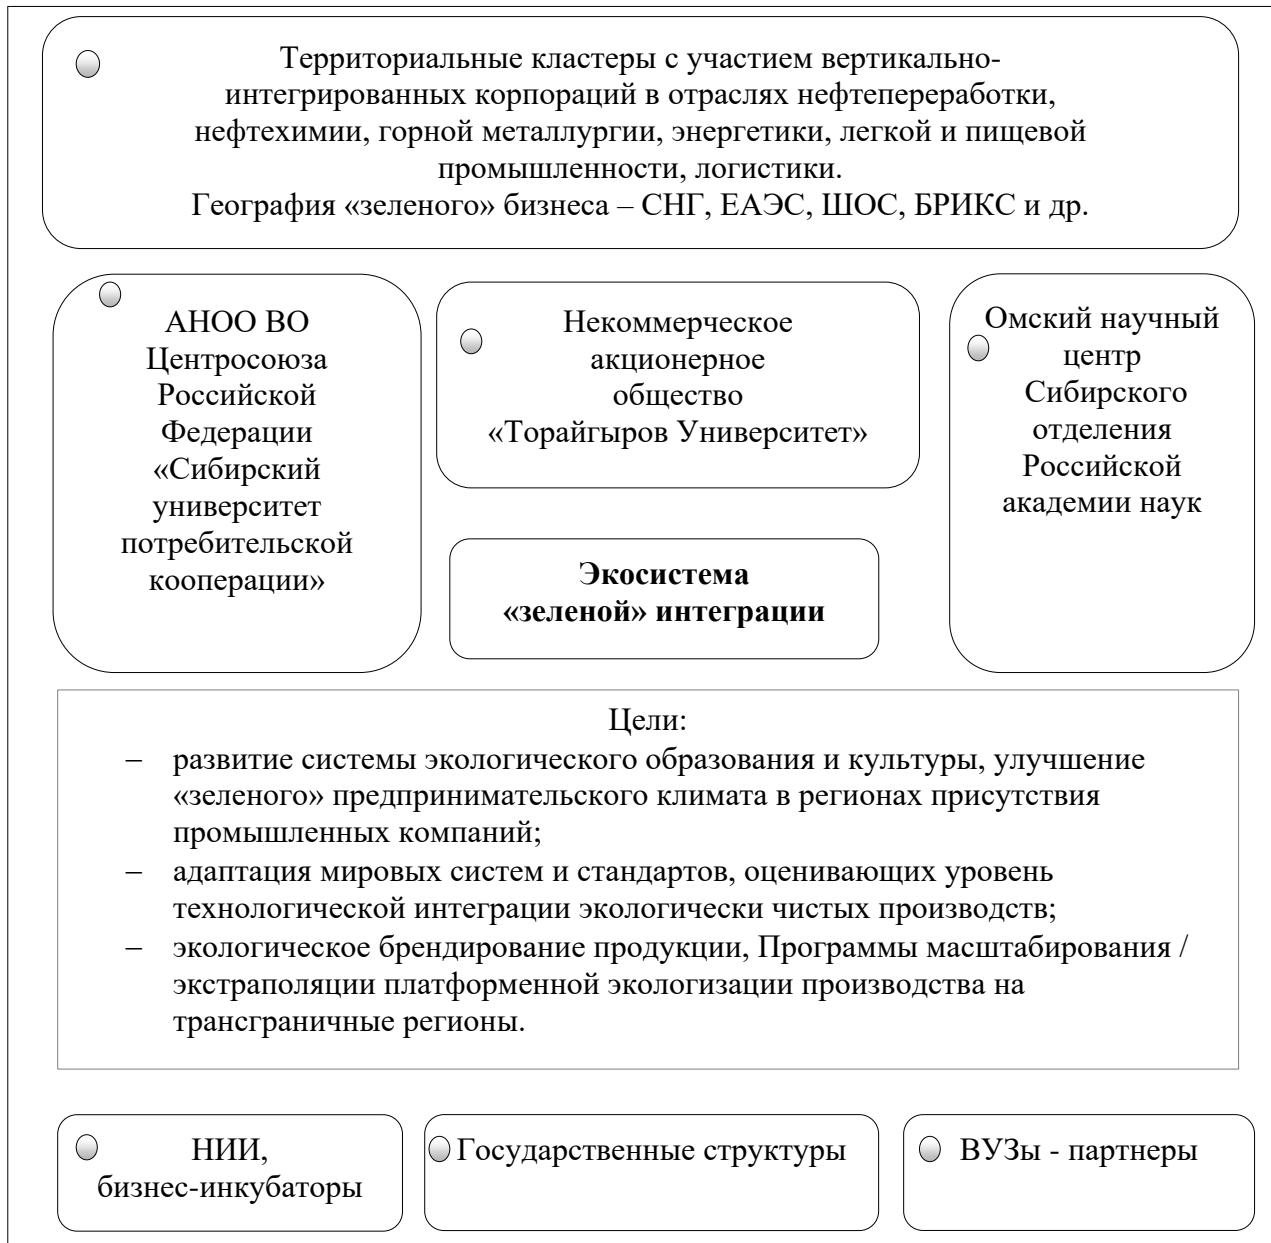 Территориальные кластеры с участием вертикально-
интегрированных корпораций в отраслях нефтепереработки,
нефтехимии, горной металлургии, энергетики, легкой и пищевой
промышленности, логистики.
География «зеленого» бизнеса – СНГ, ЕАЭС, ШОС, БРИКС и др.
АНОО ВО
Центросоюза
Российской
Федерации
«Сибирский
университет
потребительской
кооперации»
Некоммерческое
акционерное
общество
«Торайгыров Университет»
Омский научный
центр
Сибирского
отделения
Российской
академии наук
Экосистема
«зеленой» интеграции
Цели:
– развитие системы экологического образования и культуры, улучшение
«зеленого» предпринимательского климата в регионах присутствия
промышленных компаний;
– адаптация мировых систем и стандартов, оценивающих уровень
технологической интеграции экологически чистых производств;
– экологическое брендирование продукции, Программы масштабирования /
экстраполяции платформенной экологизации производства на
трансграничные регионы.
НИИ,
бизнес-инкубаторы
Государственные структуры
ВУЗы - партнеры